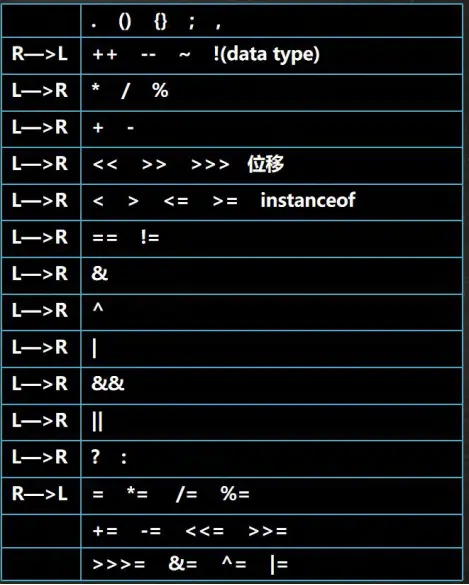 . () {} ; ,
R—>L ++ -- ~ !(data type)
L—>R * / %
L—>R + -
L—>R << >> >>> 位移
L—>R < > <= >= instanceof
L—>R == !=
L—>R &
L—>R ^
L—>R |
L—>R &&
L—>R ||
L—>R ? :
R—>L = *= /= %=
+= -= <<= >>=
>>>= &= ^= |=